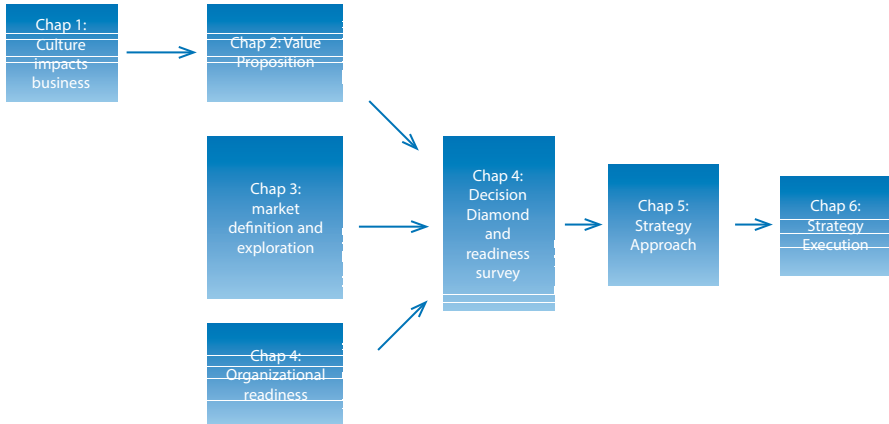 Chap 1:
Culture
impacts
business
Chap 2: Value
Proposition
Chap 3:
market
definition and
exploration
Chap 4:
Organizational
readiness
Chap 4:
Decision
Diamond
and
readiness
survey
Chap 5:
Strategy
Approach
Chap 6:
Strategy
Execution